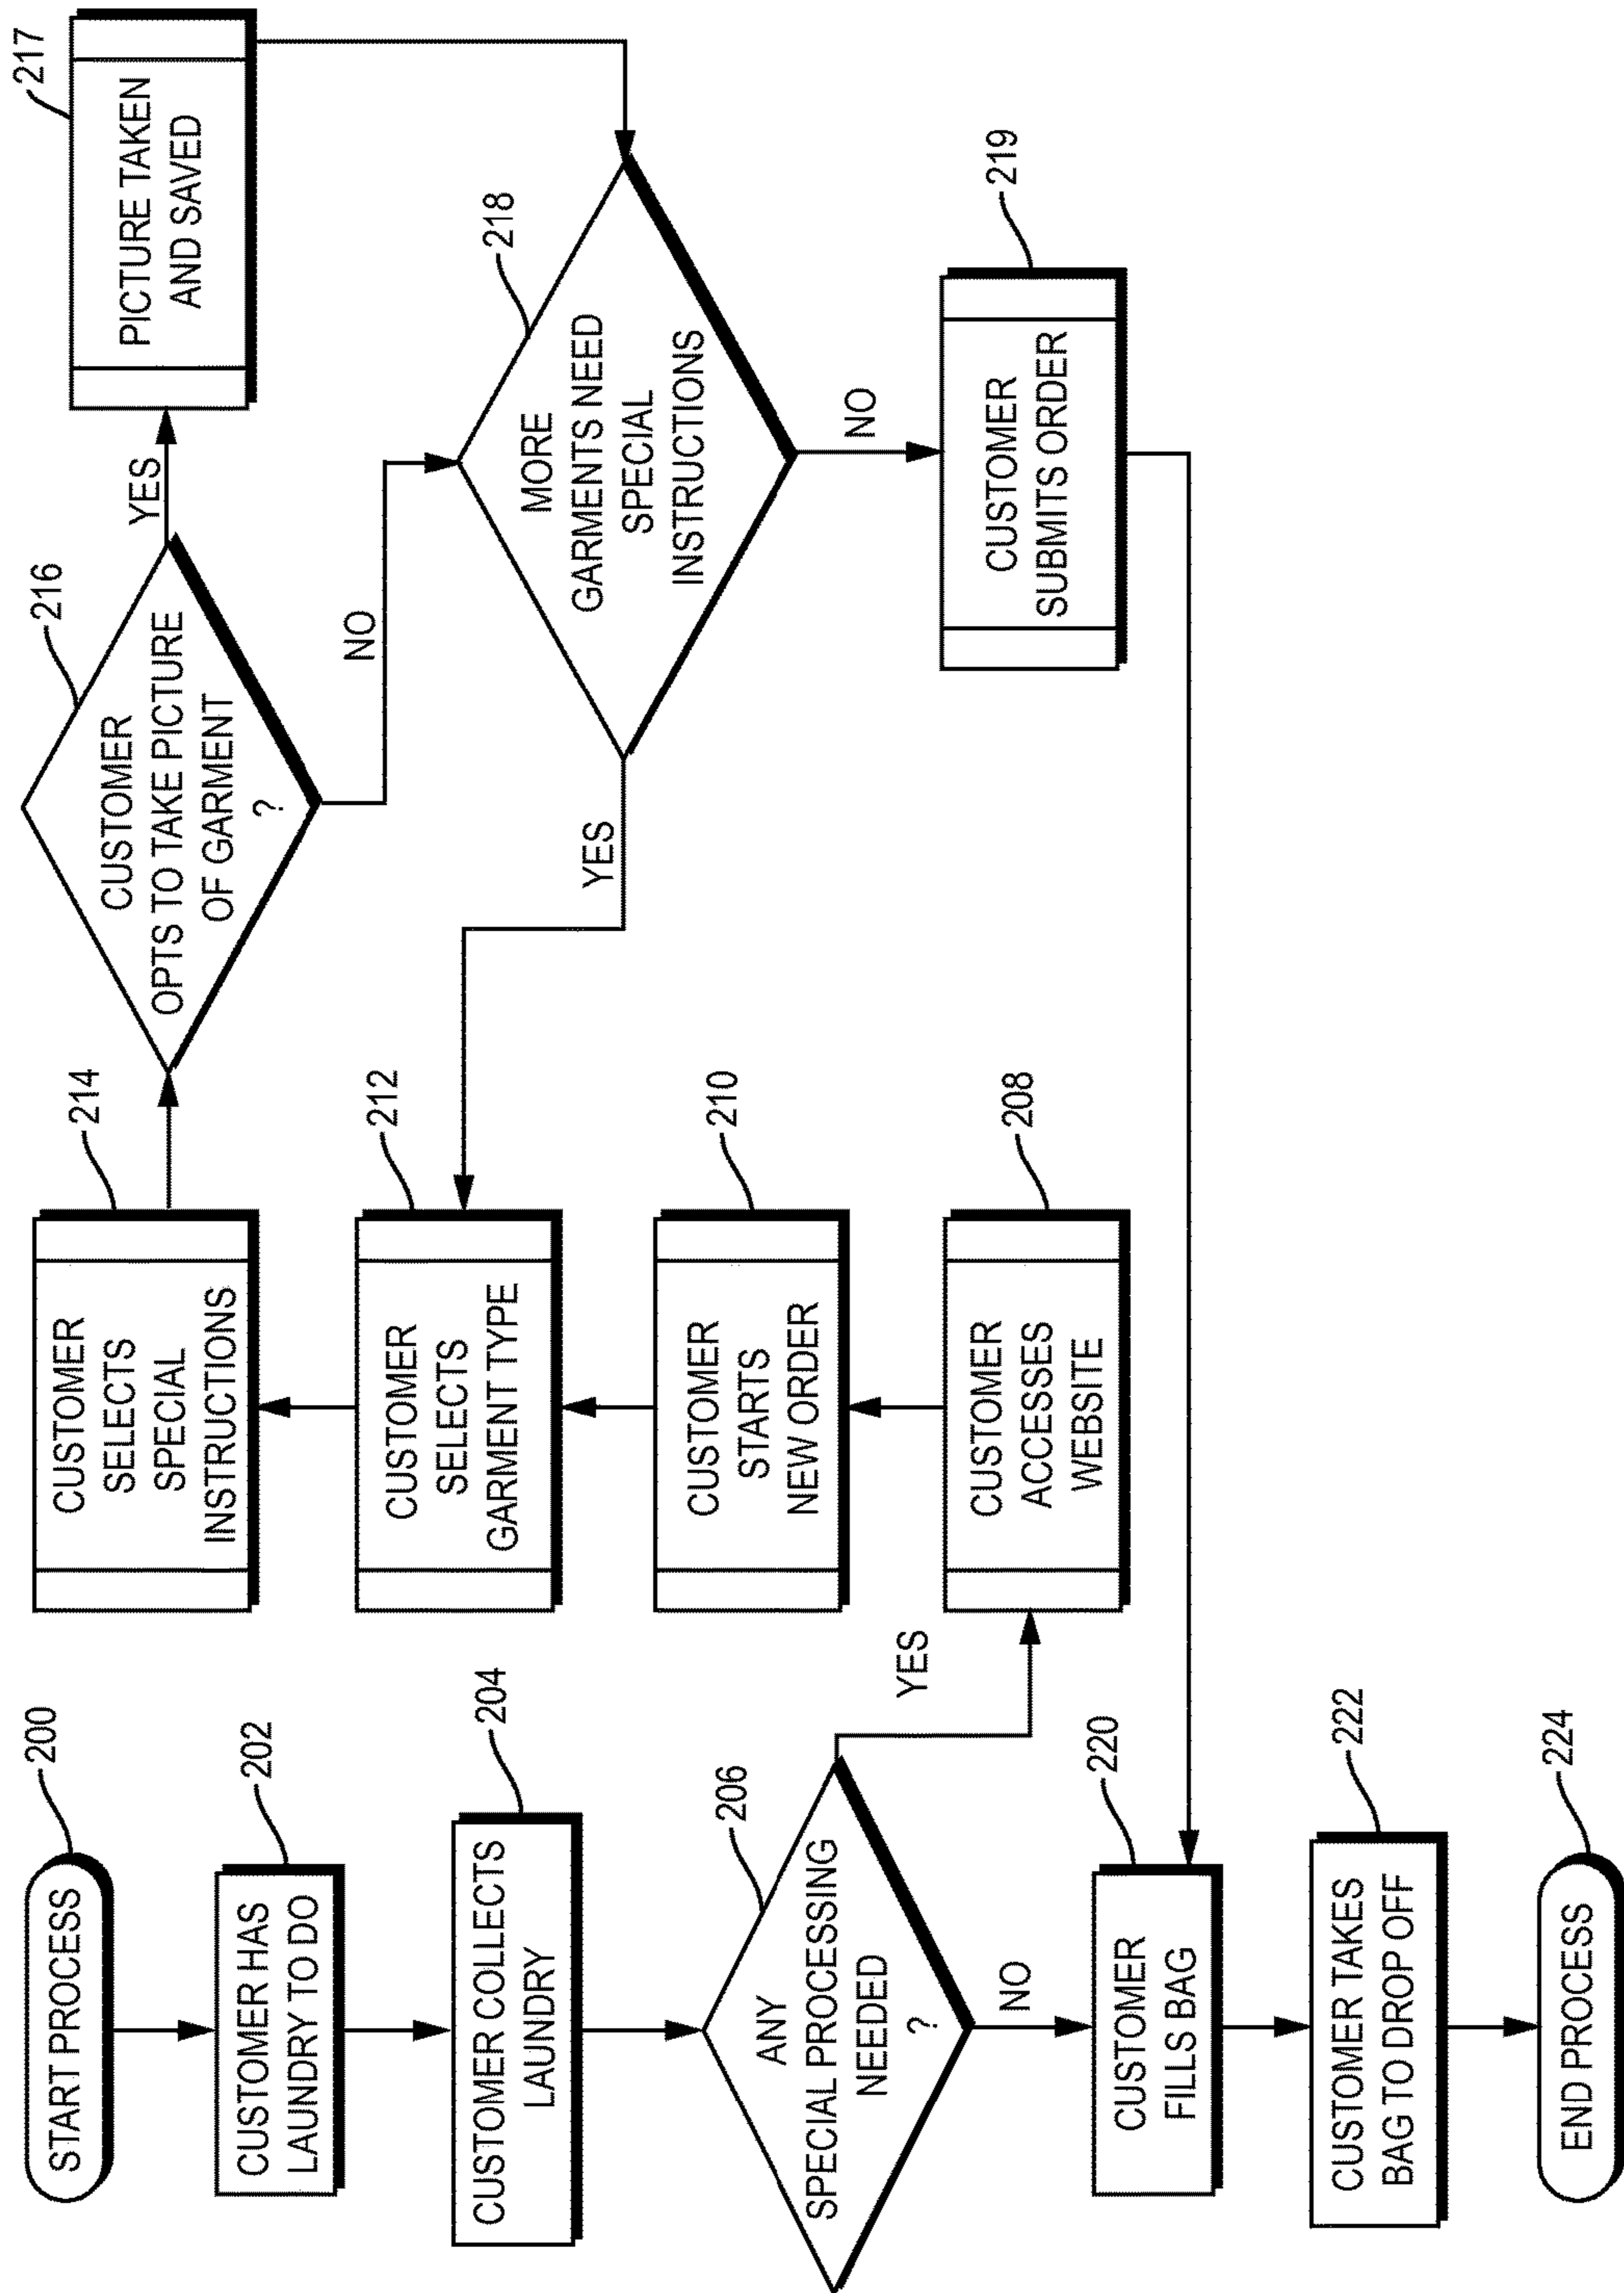 START PROCESS
200
CUSTOMER HAS
LAUNDRY TO DO
202
CUSTOMER COLLECTS
LAUNDRY
204
ANY
SPECIAL PROCESSING
NEEDED
?
206
YES
NO
CUSTOMER
FILLS BAG
220
CUSTOMER TAKES
BAG TO DROP OFF
222
END PROCESS
224
CUSTOMER
SELECTS
SPECIAL
INSTRUCTIONS
214
CUSTOMER
SELECTS
GARMENT TYPE
212
CUSTOMER
STARTS
NEW ORDER
210
CUSTOMER
ACCESSES
WEBSITE
208
CUSTOMER
OPTS TO TAKE PICTURE
OF GARMENT
?
216
YES
NO
PICTURE TAKEN
AND SAVED
217
MORE
GARMENTS NEED
SPECIAL
INSTRUCTIONS
218
YES
NO
CUSTOMER
SUBMITS ORDER
219